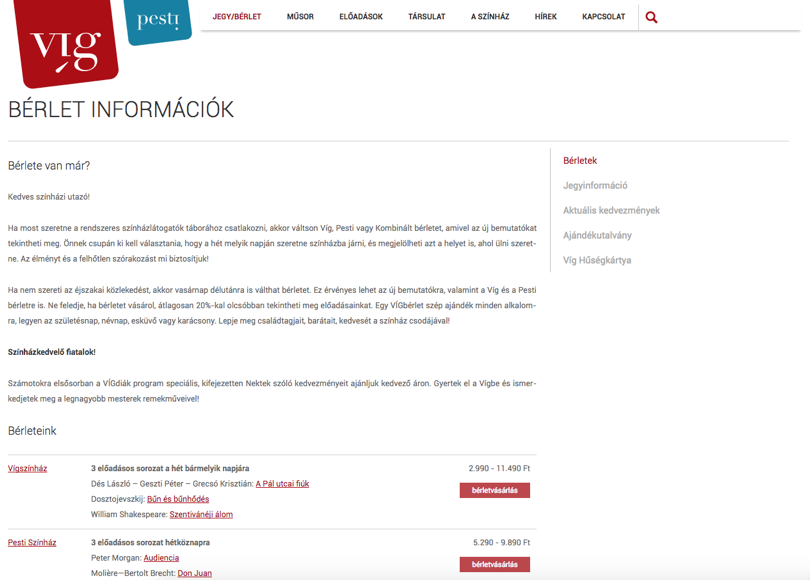 víg
pesti
JEGY/BÉRLET MŰSOR ELŐADÁSOK TÁRSULAT A SZÍNHÁZ HÍREK KAPCSOLAT
BÉRLET INFORMÁCIÓK
Bérlete van már?
Kedves színházi utazó!
Ha most szeretne a rendszeres színházlátogatók táborához csatlakozni, akkor váltson Víg, Pesti vagy Kombinált bérletet, amivel az új bemutatókat
tekintheti meg. Önnek csupán ki kell választania, hogy a hét melyik napján szeretne színházba járni, és megjelölheti azt a helyet is, ahol ülni szeret-
ne. Az élményt és a felhőtlen szórakozást mi biztosítjuk!
Ha nem szereti az éjszakai közlekedést, akkor vasárnap délutánra is válthat bérletet. Ez érvényes lehet az új bemutatókra, valamint a Víg és a Pesti
bérletre is. Ne feledje, ha bérletet vásárol, átlagosan 20%-kal olcsóbban tekintheti meg előadásainkat. Egy VÍGbérlet szép ajándék minden alkalom-
ra, legyen az születésnap, névnap, esküvő vagy karácsony. Lepje meg családtagjait, barátait, kedvesét a színház csodájával!
Színházkedvelő fiatalok!
Számotokra elsősorban a VÍGdiák program speciális, kifejezetten Nektek szóló kedvezményeit ajánljuk kedvező áron. Gyertek el a Vígbe és ismer-
kedjetek meg a legnagyobb mesterek remekműveivel!
Bérleteink
Vígszínház 3 előadásos sorozat a hét bármelyik napjára 2.990 - 11.490 Ft
Dés László – Geszti Péter – Grecsó Krisztián: A Pál utcai fiúk
bérletvásárlás
Dosztojevszkij: Bűn és bűnhődés
William Shakespeare: Szentivánéji álom
Pesti Színház 3 előadásos sorozat hétköznapra 5.290 - 9.890 Ft
Peter Morgan: Audiencia
bérletvásárlás
Molière—Bertolt Brecht: Don Juan
Bérletek
Jegyinformáció
Aktuális kedvezmények
Ajándékutalvány
Víg Hűségkártya